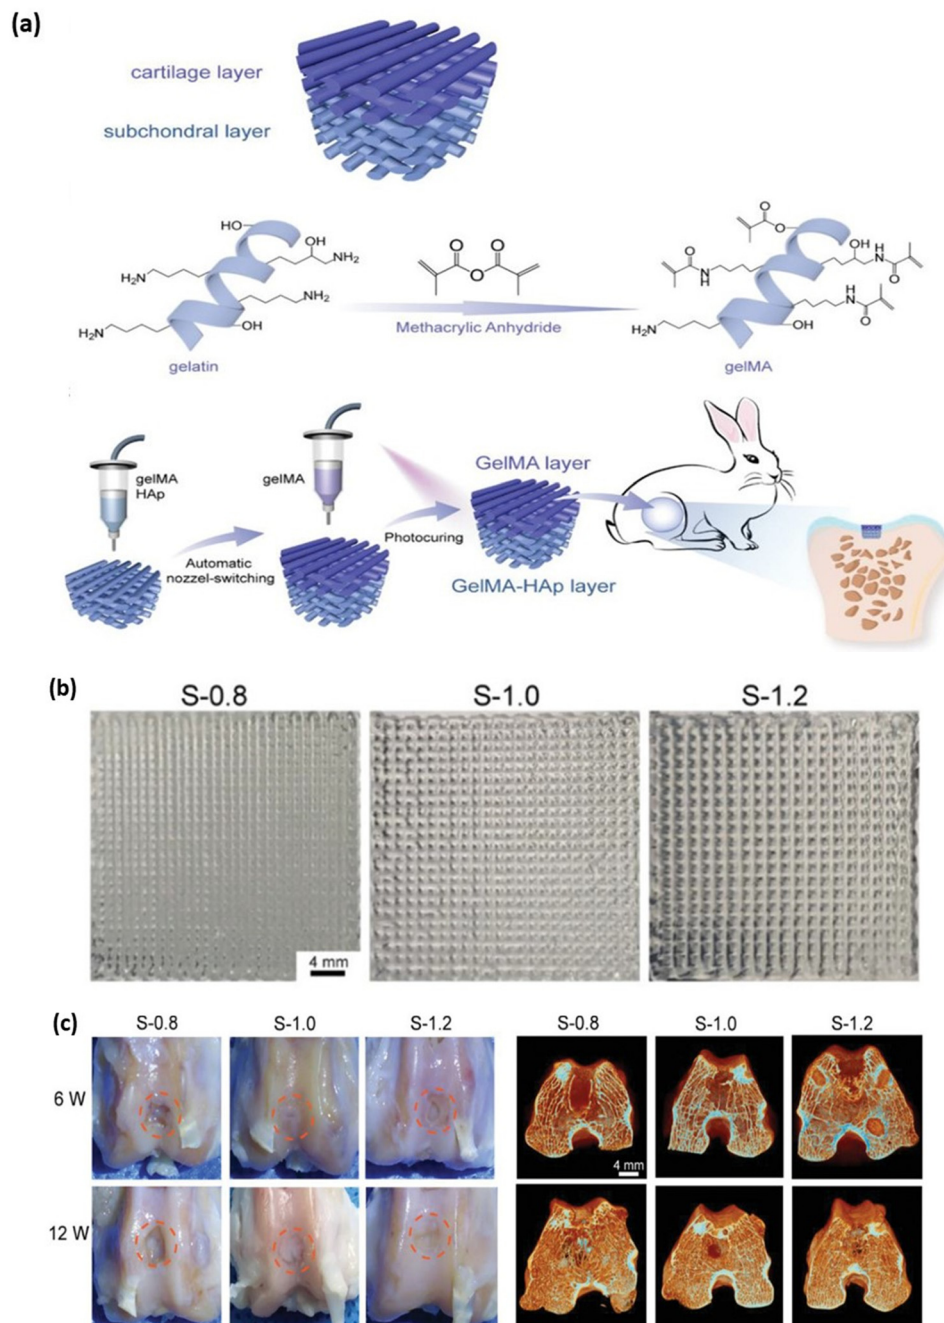 (a)
cartilage layer
subchondral layer
HO
OH
NH2
H2N
NH2
H2N
OH
gelatin
O O
O
Methacrylic Anhydride
O
O
OH
H
N
O
N
H
O
H
N
O
H2N
OH
gelMA
gelMA
HAp
Automatic
nozzel-switching
gelMA
Photocuring
GelMA layer
GelMA-HAp layer
(b)
S-0.8 S-1.0 S-1.2
4 mm
(c)
S-0.8 S-1.0 S-1.2 S-0.8 S-1.0 S-1.2
6 W
4 mm
12 W